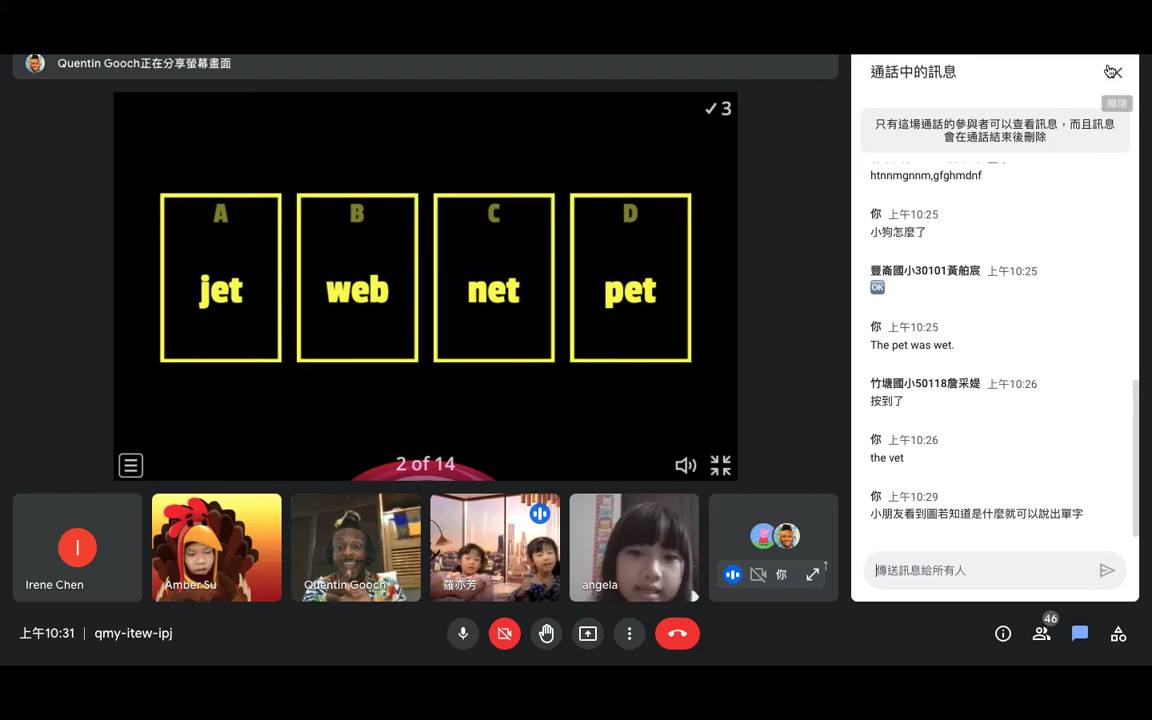 Quentin Gooch正在分享螢幕畫面
✓ 3
A
jet
B
web
C
net
D
pet
2 of 14
I
Irene Chen
Amber Su
Quentin Gooch
羅亦芳
angela
你
上午10:31 | qmy-itew-ipj
通話中的訊息
關閉
只有這場通話的參與者可以查看訊息，而且訊息
會在通話結束後刪除
htnnmgnnm,gfghmdnf
你 上午10:25
小狗怎麼了
豐崙國小30101黃舶宸 上午10:25
🆗
你 上午10:25
The pet was wet.
竹塘國小50118詹采媞 上午10:26
按到了
你 上午10:26
the vet
你 上午10:29
小朋友看到圖若知道是什麼就可以說出單字
傳送訊息給所有人
46